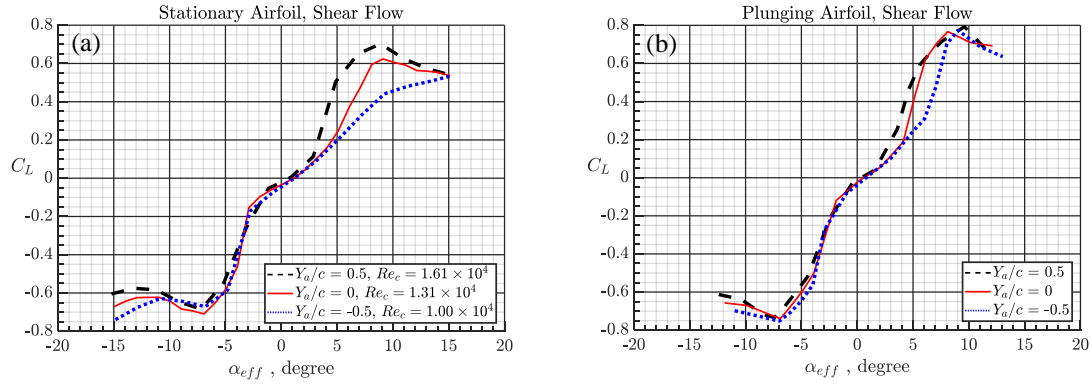 Stationary Airfoil, Shear Flow
(a)
0.8
0.6
0.4
0.2
0
-0.2
-0.4
-0.6
-0.8
C_L
-20 -15 -10 -5 0 5 10 15 20
α_eff , degree
Y_a/c = 0.5, Re_c = 1.61 × 10^4
Y_a/c = 0, Re_c = 1.31 × 10^4
Y_a/c = -0.5, Re_c = 1.00 × 10^4
Plunging Airfoil, Shear Flow
(b)
0.8
0.6
0.4
0.2
0
-0.2
-0.4
-0.6
-0.8
C_L
-20 -15 -10 -5 0 5 10 15 20
α_eff , degree
Y_a/c = 0.5
Y_a/c = 0
Y_a/c = -0.5